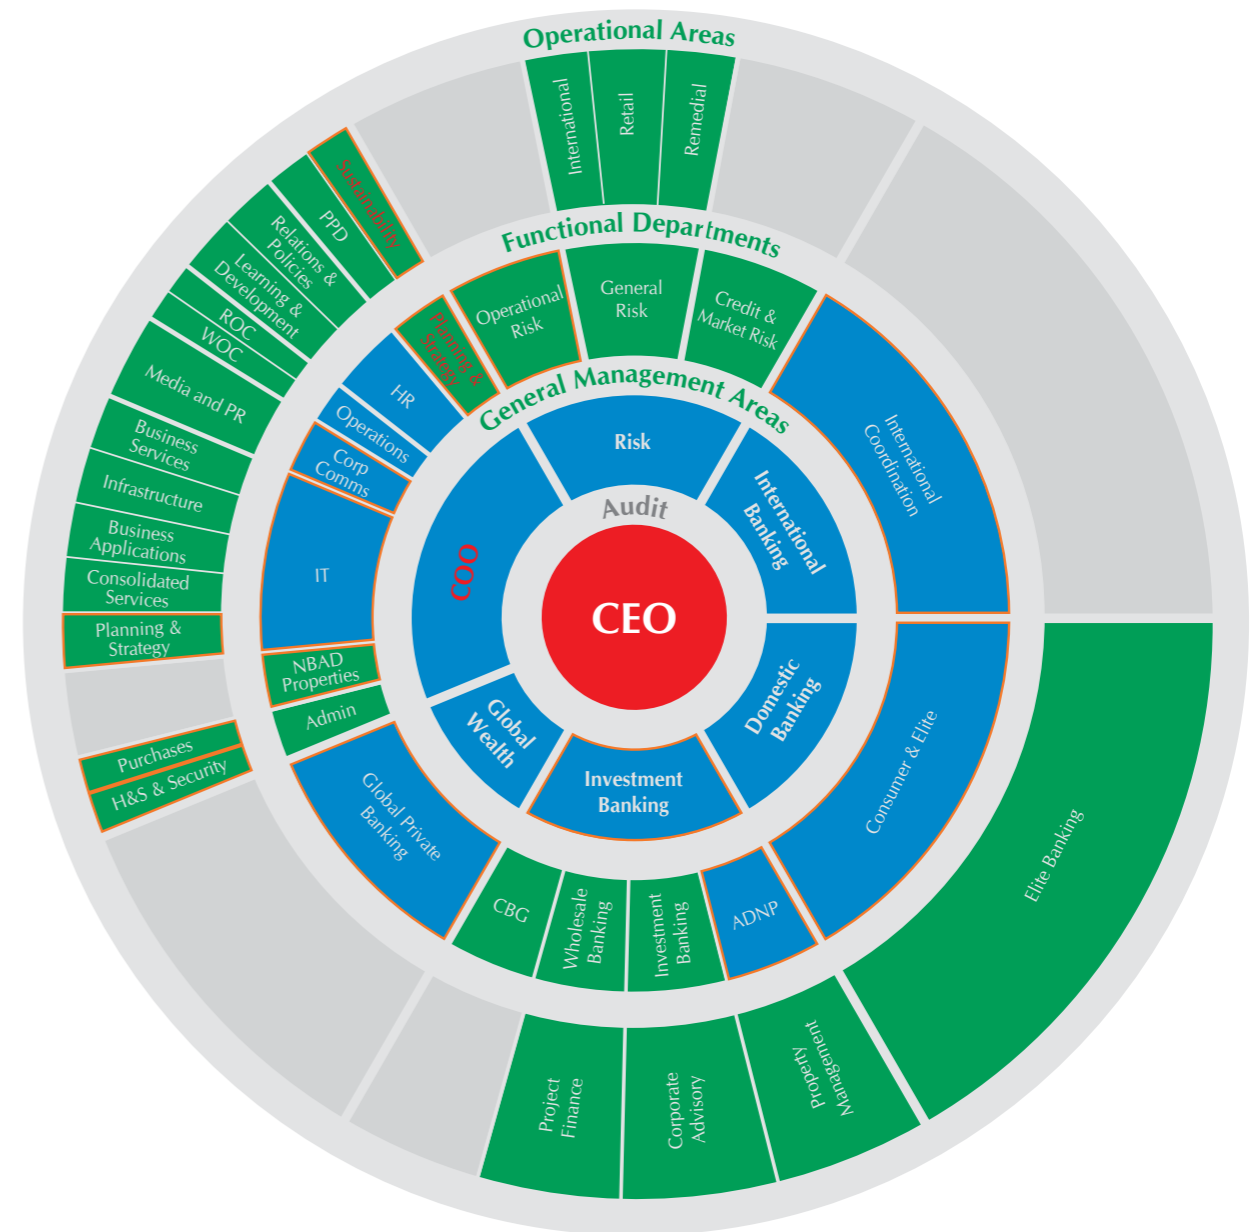 Operational Areas
International
Retail
Remedial
Sustainability
PPD
Relations &
Policies
Learning &
Development
ROC
WOC
Media and PR
Business
Services
Infrastructure
Business
Applications
Consolidated
Services
Planning &
Strategy
Purchases
H&S & Security
Project
Finance
Corporate
Advisory
Property
Management
Elite Banking
Functional Departments
Planning &
Strategy
Operational
Risk
General
Risk
Credit &
Market Risk
International
Coordination
Consumer & Elite
ADNP
Investment
Banking
Wholesale
Banking
CBG
Global Private
Banking
Admin
NBAD
Properties
IT
Corp
Comms
Operations
HR
General Management Areas
Risk
International
Banking
Domestic
Banking
Investment
Banking
Global
Wealth
COO
Audit
CEO